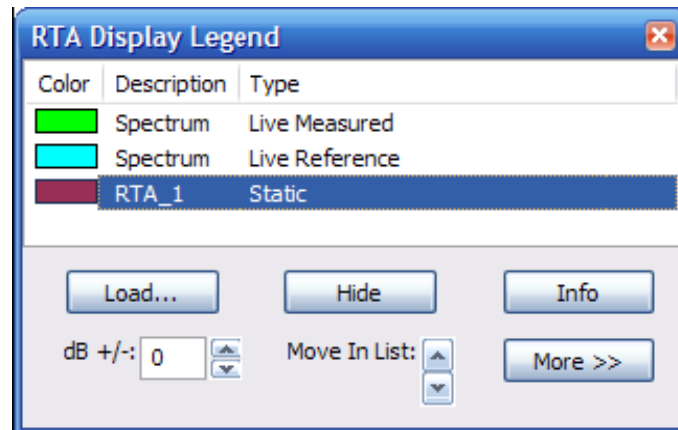 RTA Display Legend
Color Description Type
Spectrum Live Measured
Spectrum Live Reference
RTA_1 Static
Load... Hide Info
dB +/-: 0 Move In List: More >>